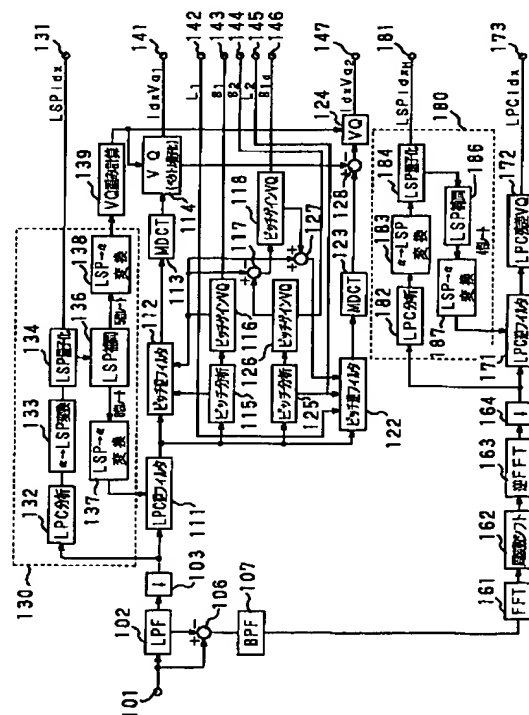 130
132
LPC分析
133
α→LSP変換
134
LSP量子化
LSPidx
131
137
LSP→α
変換
136
LSP補間
138
LSP→α
変換
139
VQ重み計算
101
102
LPF
103
↓
111
LPC逆フィルタ
112
ピッチ逆フィルタ
113
MDCT
114
VQ
IdxVq1
141
L1
142
B1
143
B2
144
L2
145
B1d
146
115
ピッチ分析
116
ピッチゲインVQ
117
118
ピッチゲインVQ
125
ピッチ分析
126
ピッチゲインVQ
127
122
ピッチ逆フィルタ
123
MDCT
128
124
VQ
IdxVq2
147
106
107
BPF
180
182
LPC分析
183
α→LSP
変換
184
LSP量子化
LSPidxH
181
187
LSP→α
変換
186
LSP補間
161
FFT
162
周波数シフト
163
逆FFT
164
↓
171
LPC逆フィルタ
172
LPC残差VQ
LPCidx
173